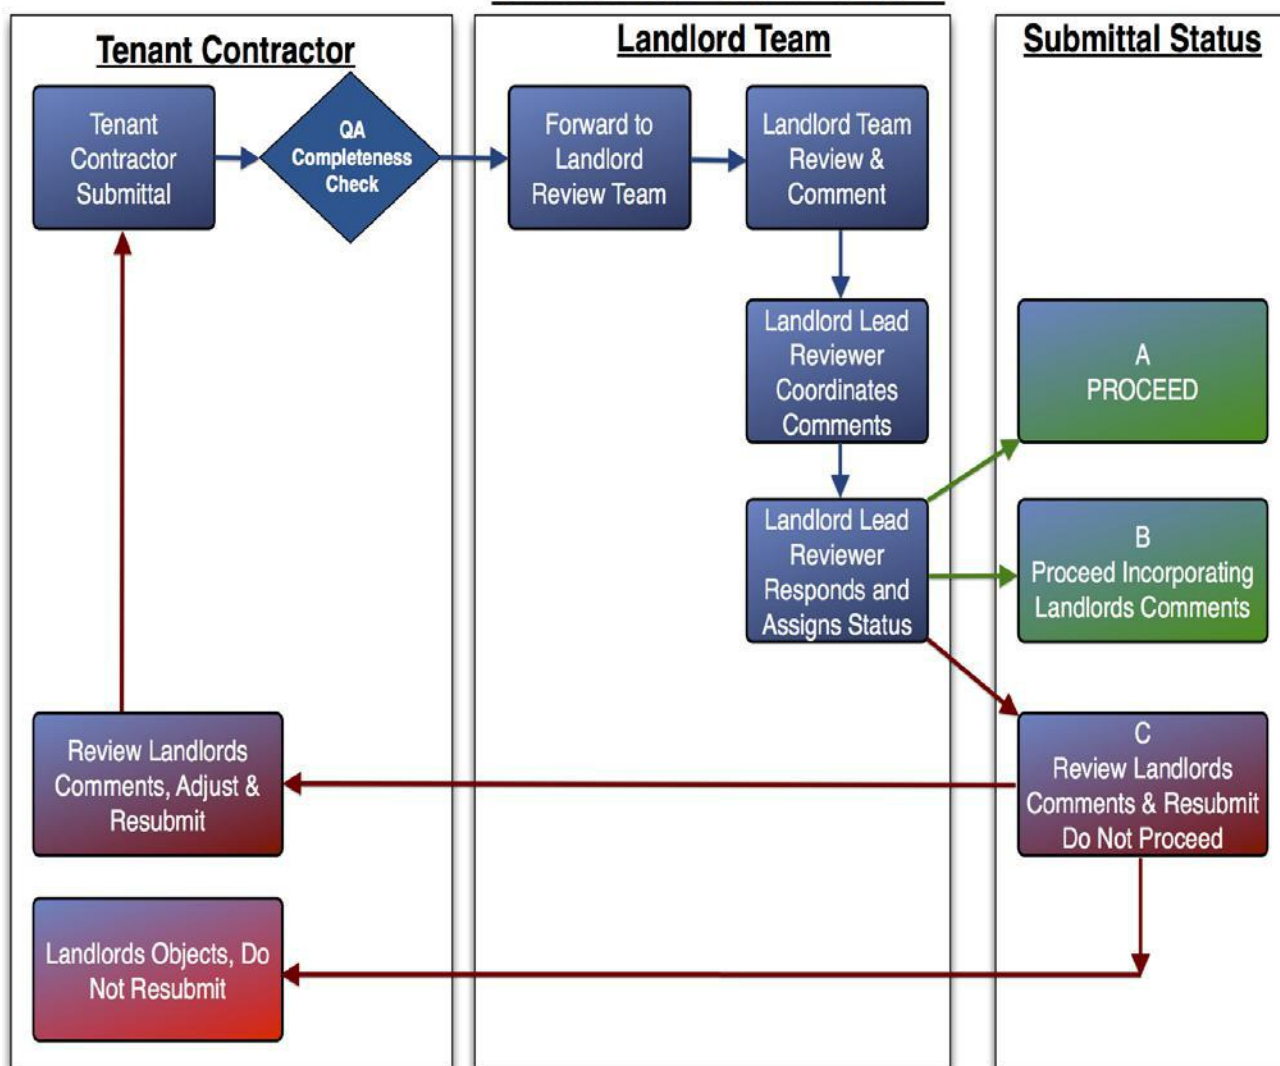 Tenant Contractor
Landlord Team
Submittal Status
Tenant
Contractor
Submittal
QA
Completeness
Check
Forward to
Landlord
Review Team
Landlord Team
Review &
Comment
Landlord Lead
Reviewer
Coordinates
Comments
A
PROCEED
Landlord Lead
Reviewer
Responds and
Assigns Status
B
Proceed Incorporating
Landlords Comments
Review Landlords
Comments, Adjust &
Resubmit
C
Review Landlords
Comments & Resubmit
Do Not Proceed
Landlords Objects, Do
Not Resubmit